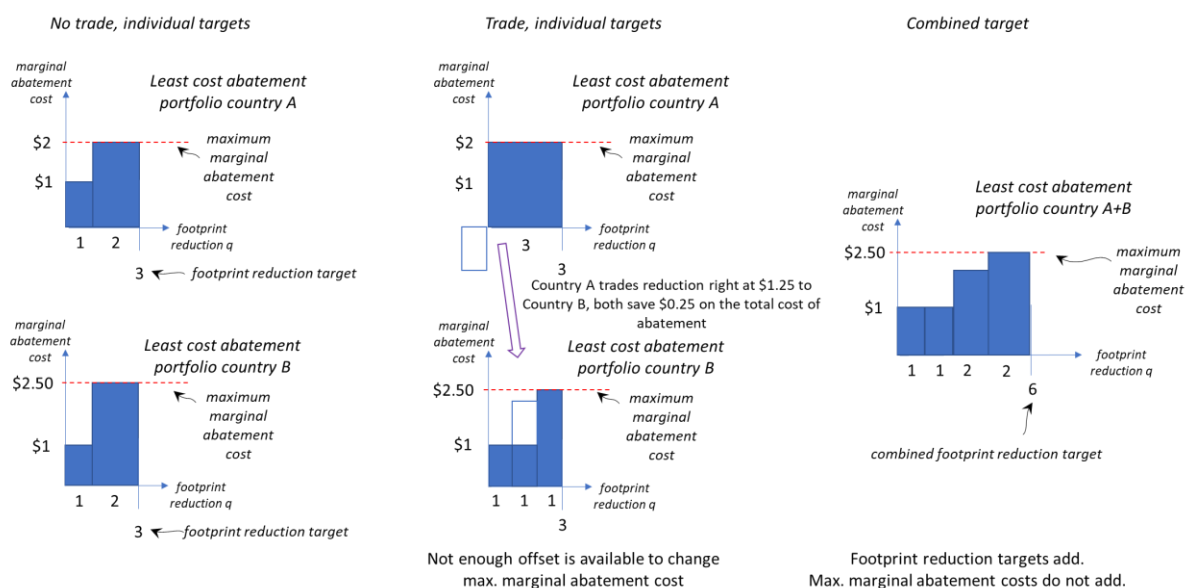 No trade, individual targets
marginal
abatement
cost
Least cost abatement
portfolio country A
$2
$1
maximum
marginal
abatement
cost
footprint
reduction q
1
2
3
footprint reduction target
marginal
abatement
cost
Least cost abatement
portfolio country B
$2.50
$1
maximum
marginal
abatement
cost
footprint
reduction q
1
2
3
footprint reduction target
Trade, individual targets
marginal
abatement
cost
Least cost abatement
portfolio country A
$2
$1
maximum
marginal
abatement
cost
footprint
reduction q
3
3
Country A trades reduction right at $1.25 to
Country B, both save $0.25 on the total cost of
abatement
marginal
abatement
cost
Least cost abatement
portfolio country B
$2.50
$1
maximum
marginal
abatement
cost
footprint
reduction q
1
1
1
3
Not enough offset is available to change
max. marginal abatement cost
Combined target
marginal
abatement
cost
Least cost abatement
portfolio country A+B
$2.50
$1
maximum
marginal
abatement
cost
footprint
reduction q
1
1
2
2
6
combined footprint reduction target
Footprint reduction targets add.
Max. marginal abatement costs do not add.